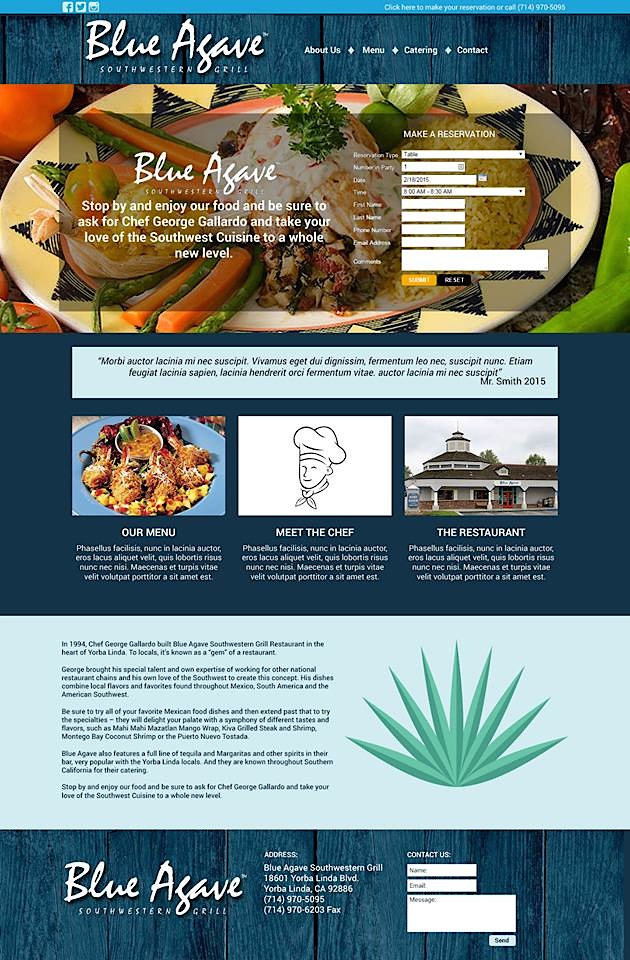 Click here to make your reservation or call (714) 970-5095
Blue Agave™
SOUTHWESTERN GRILL
About Us ♦ Menu ♦ Catering ♦ Contact
Blue Agave
SOUTHWESTERN GRILL
Stop by and enjoy our food and be sure to
ask for Chef George Gallardo and take your
love of the Southwest Cuisine to a whole
new level.
MAKE A RESERVATION
Reservation Type Table
Number in Party 1
Date 2/18/2015
Time 8:00 AM - 8:30 AM
First Name
Last Name
Phone Number
Email Address
Comments
SUBMIT RESET
“Morbi auctor lacinia mi nec suscipit. Vivamus eget dui dignissim, fermentum leo nec, suscipit nunc. Etiam
feugiat lacinia sapien, lacinia hendrerit orci fermentum vitae. auctor lacinia mi nec suscipit”
Mr. Smith 2015
Blue Agave
OUR MENU
Phasellus facilisis, nunc in lacinia auctor,
eros lacus aliquet velit, quis lobortis risus
nunc nec nisi. Maecenas et turpis vitae
velit volutpat porttitor a sit amet est.
MEET THE CHEF
Phasellus facilisis, nunc in lacinia auctor,
eros lacus aliquet velit, quis lobortis risus
nunc nec nisi. Maecenas et turpis vitae
velit volutpat porttitor a sit amet est.
THE RESTAURANT
Phasellus facilisis, nunc in lacinia auctor,
eros lacus aliquet velit, quis lobortis risus
nunc nec nisi. Maecenas et turpis vitae
velit volutpat porttitor a sit amet est.
In 1994, Chef George Gallardo built Blue Agave Southwestern Grill Restaurant in the
heart of Yorba Linda. To locals, it's known as a “gem” of a restaurant.
George brought his special talent and own expertise of working for other national
restaurant chains and his own love of the Southwest to create this concept. His dishes
combine local flavors and favorites found throughout Mexico, South America and the
American Southwest.
Be sure to try all of your favorite Mexican food dishes and then extend past that to try
the specialties – they will delight your palate with a symphony of different tastes and
flavors, such as Mahi Mahi Mazatlan Mango Wrap, Kiva Grilled Steak and Shrimp,
Montego Bay Coconut Shrimp or the Puerto Nuevo Tostada.
Blue Agave also features a full line of tequila and Margaritas and other spirits in their
bar, very popular with the Yorba Linda locals. And they are known throughout Southern
California for their catering.
Stop by and enjoy our food and be sure to ask for Chef George Gallardo and take your
love of the Southwest Cuisine to a whole new level.
Blue Agave™
SOUTHWESTERN GRILL
ADDRESS:
Blue Agave Southwestern Grill
18601 Yorba Linda Blvd.
Yorba Linda, CA 92886
(714) 970-5095
(714) 970-6203 Fax
CONTACT US:
Name:
Email:
Message:
Send